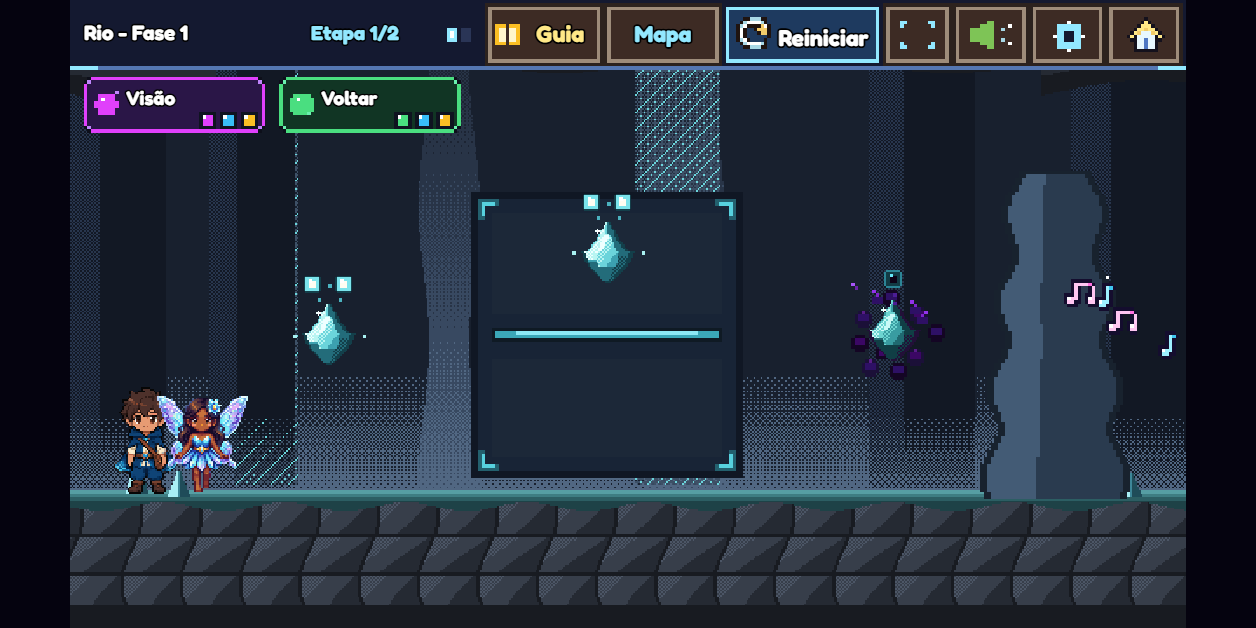 Rio - Fase 1
Etapa 1/2
Guia
Mapa
Reiniciar
Visão
Voltar